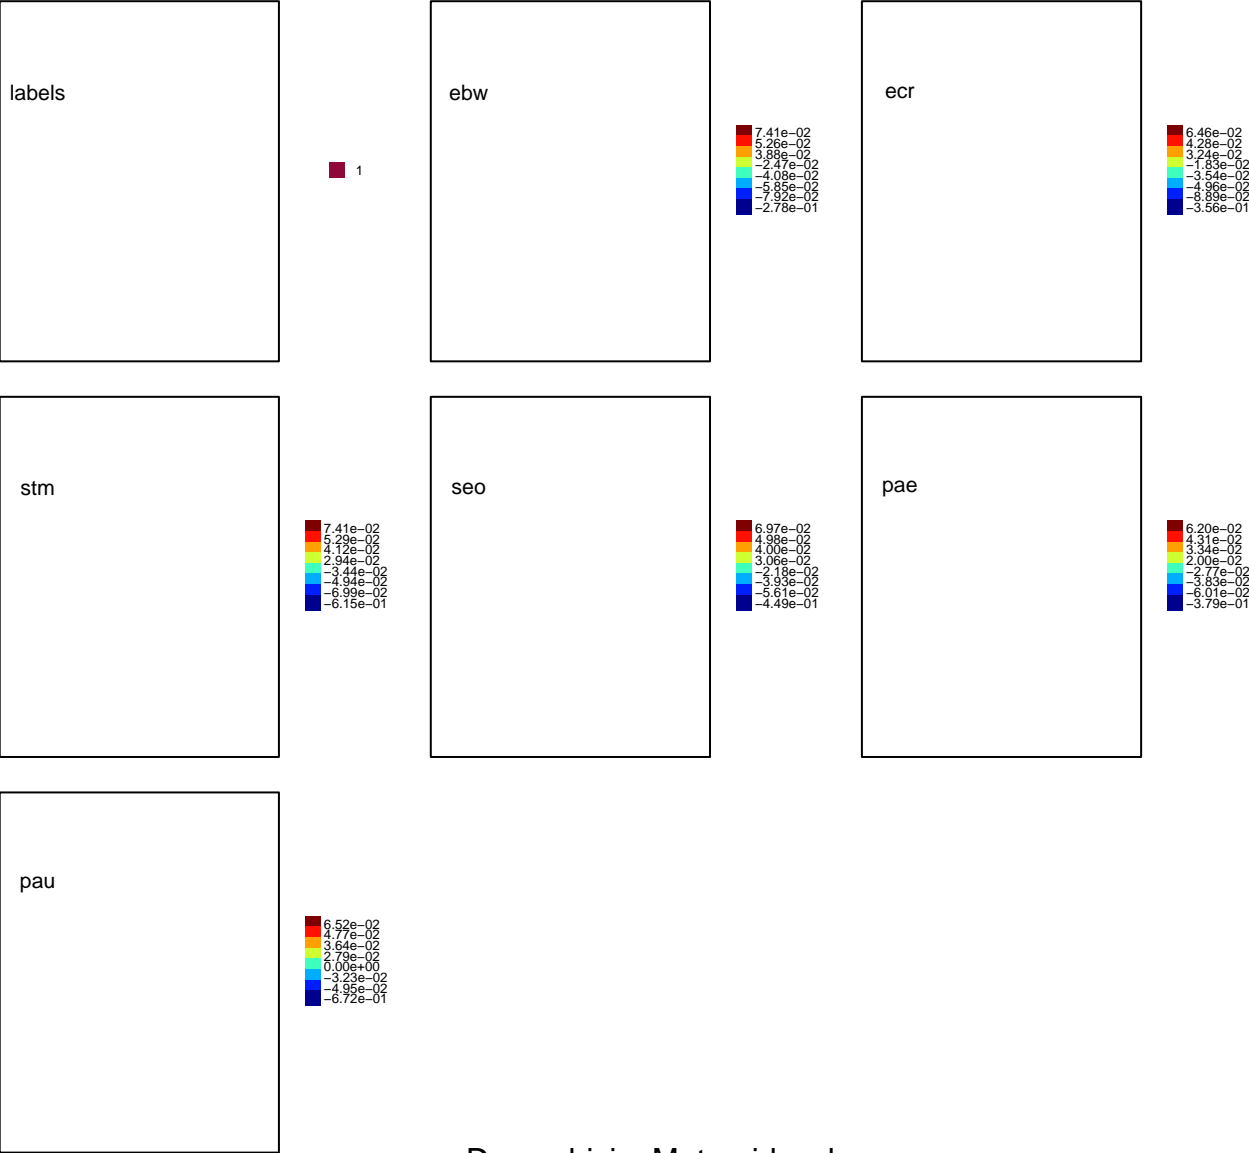 labels
1
ebw
7.41e−02
5.26e−02
3.88e−02
−2.47e−02
−4.08e−02
−5.85e−02
−7.92e−02
−2.78e−01
ecr
6.46e−02
4.28e−02
3.24e−02
−1.83e−02
−3.54e−02
−4.96e−02
−8.89e−02
−3.56e−01
stm
7.41e−02
5.29e−02
4.12e−02
2.94e−02
−3.44e−02
−4.94e−02
−6.99e−02
−6.15e−01
seo
6.97e−02
4.98e−02
4.00e−02
3.06e−02
−2.18e−02
−3.93e−02
−5.61e−02
−4.49e−01
pae
6.20e−02
4.31e−02
3.34e−02
2.00e−02
−2.77e−02
−3.83e−02
−6.01e−02
−3.79e−01
pau
6.52e−02
4.77e−02
3.64e−02
2.79e−02
0.00e+00
−3.23e−02
−4.95e−02
−6.72e−01